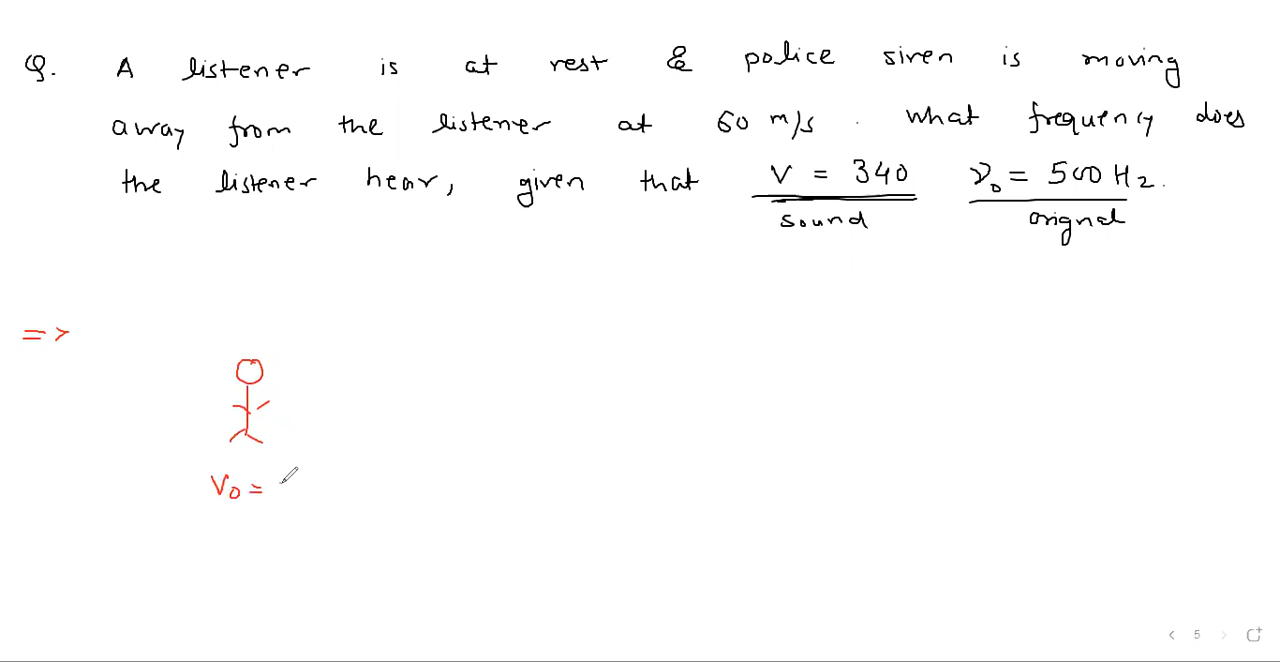 Q. A listener is at rest & police siren is moving
away from the listener at 60 m/s. What frequency does
the listener hear, given that V = 340 ν₀ = 500 Hz.
sound orignal
=>
V₀ =
< 5 >